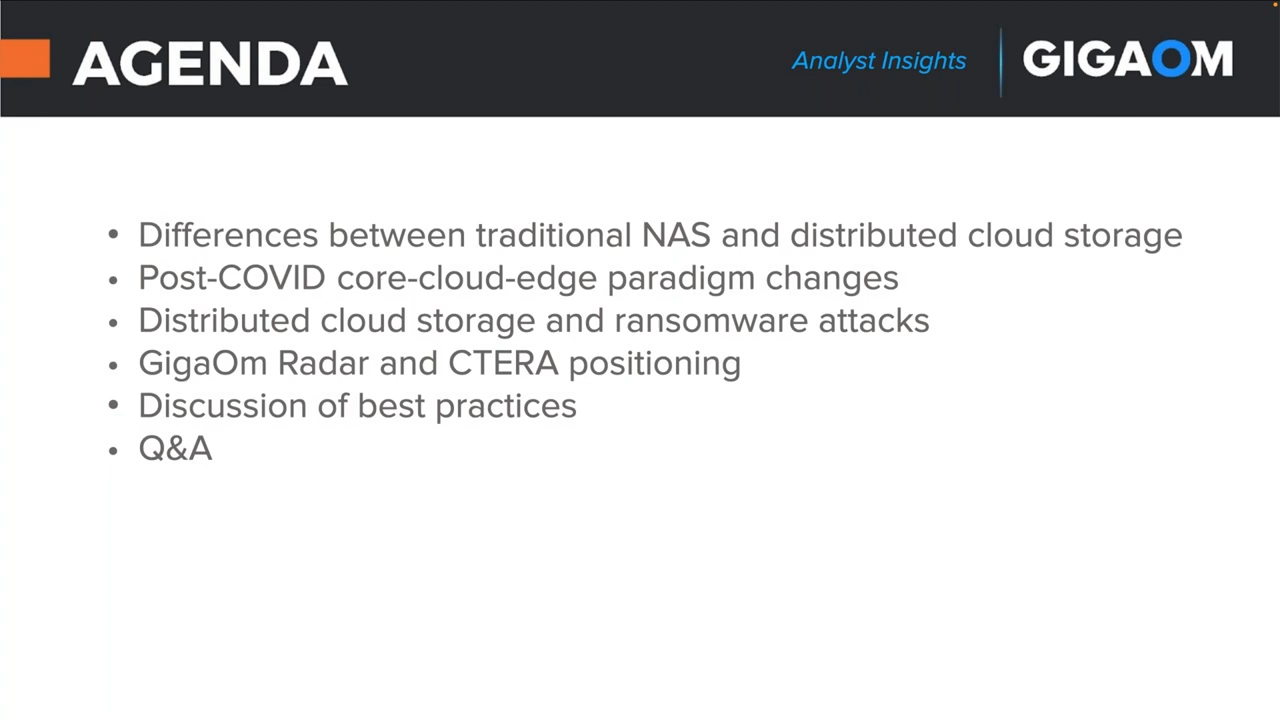 AGENDA
Analyst Insights
GIGAOM
• Differences between traditional NAS and distributed cloud storage
• Post-COVID core-cloud-edge paradigm changes
• Distributed cloud storage and ransomware attacks
• GigaOm Radar and CTERA positioning
• Discussion of best practices
• Q&A